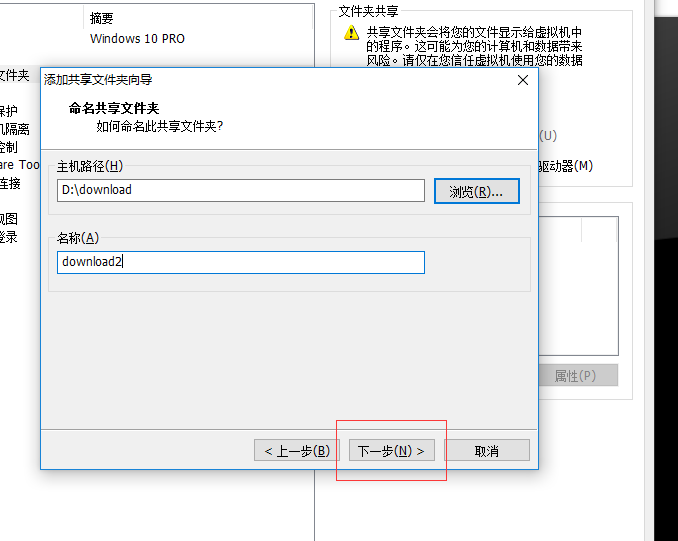 摘要
Windows 10 PRO
文件夹共享
共享文件夹会将您的文件显示给虚拟机中
的程序。这可能为您的计算机和数据带来
风险。请仅在您信任虚拟机使用您的数据
文件夹
保护
机隔离
控制
are Too
连接
视图
登录
添加共享文件夹向导
命名共享文件夹
如何命名此共享文件夹?
主机路径(H)
D:\download
浏览(R)...
名称(A)
download2
< 上一步(B)
下一步(N) >
取消
(U)
驱动器(M)
属性(P)